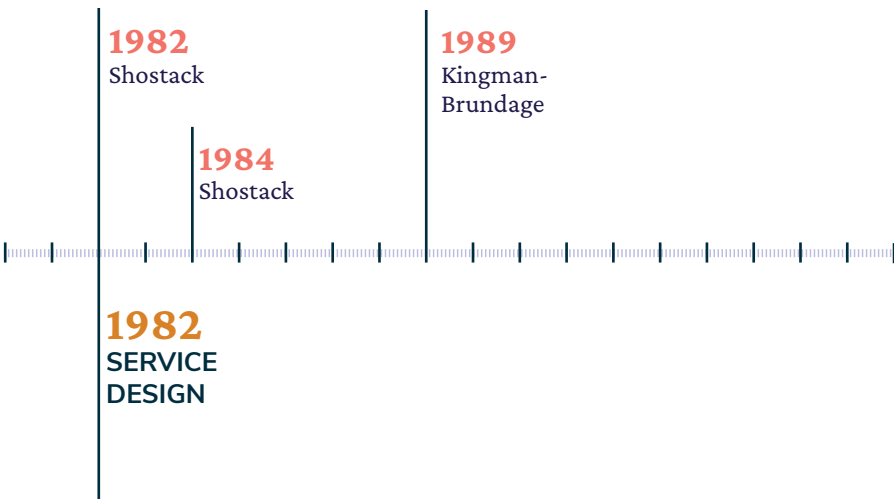 1982
Shostack
1989
Kingman-
Brundage
1984
Shostack
1982
SERVICE
DESIGN